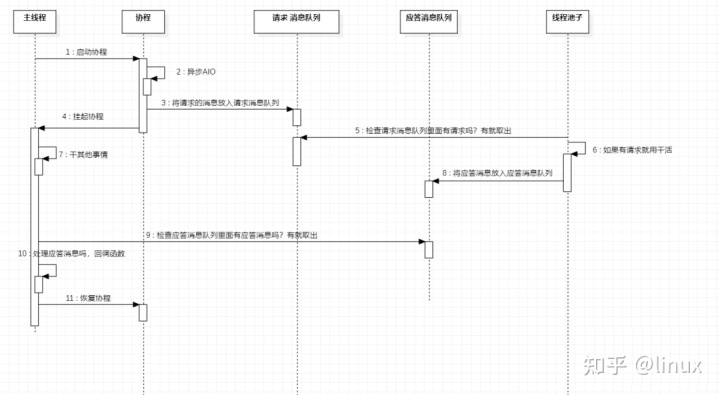 主线程
协程
请求 消息队列
应答消息队列
线程池子
1 : 启动协程
2 : 异步AIO
3 : 将请求的消息放入请求消息队列
4 : 挂起协程
5 : 检查请求消息队列里面有请求吗？有就取出
6 : 如果有请求就用干活
7 : 干其他事情
8 : 将应答消息放入应答消息队列
9 : 检查应答消息队列里面有应答消息吗？有就取出
10 : 处理应答消息吗，回调函数
11 : 恢复协程
知乎 @linux